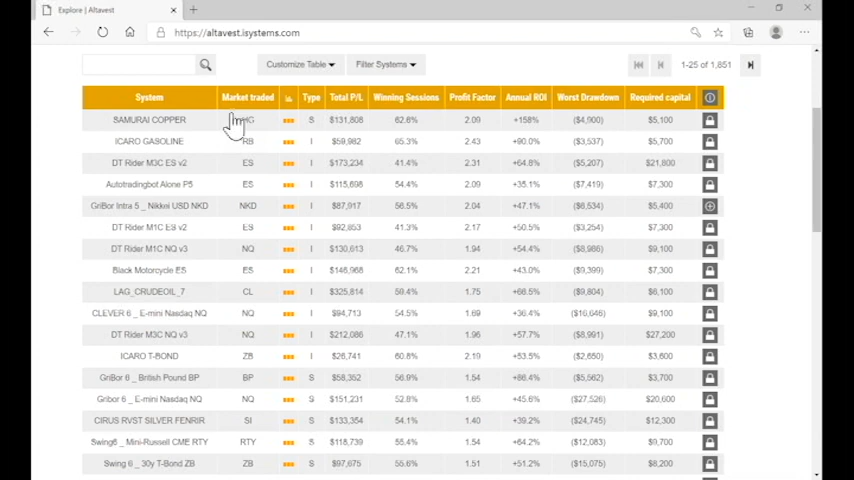 Explore | Altavest
https://altavest.isystems.com
Customize Table Filter Systems 1-25 of 1,851
System Market traded Type Total P/L Winning Sessions Profit Factor Annual ROI Worst Drawdown Required capital
SAMURAI COPPER HG S $131,808 62.6% 2.09 +158% ($4,900) $5,100
ICARO GASOLINE RB I $59,982 65.3% 2.43 +90.0% ($3,537) $5,700
DT Rider M3C ES v2 ES I $173,234 41.4% 2.31 +64.8% ($5,207) $21,800
Autotradingbot Alone P5 ES I $115,698 54.4% 2.09 +35.1% ($7,419) $7,300
GriBor Intra 5 _ Nikkei USD NKD NKD I $87,917 56.5% 2.04 +47.1% ($6,534) $5,400
DT Rider M1C ES v2 ES I $92,853 41.3% 2.17 +50.5% ($3,254) $7,300
DT Rider M1C NQ v3 NQ I $130,613 46.7% 1.94 +54.4% ($8,986) $9,100
Black Motorcycle ES ES I $146,968 62.1% 2.21 +43.0% ($9,399) $7,300
LAG_CRUDEOIL_7 CL I $325,814 59.4% 1.75 +66.5% ($9,804) $6,100
CLEVER 6 _ E-mini Nasdaq NQ NQ I $94,713 54.5% 1.69 +36.4% ($16,646) $9,100
DT Rider M3C NQ v3 NQ I $212,086 47.1% 1.96 +57.7% ($8,991) $27,200
ICARO T-BOND ZB I $26,741 60.8% 2.19 +53.5% ($2,650) $3,600
GriBor 6 _ British Pound BP BP S $58,352 56.9% 1.54 +86.4% ($5,562) $3,700
Gribor 6 _ E-mini Nasdaq NQ NQ S $151,231 52.8% 1.65 +45.6% ($27,526) $20,600
CIRUS RVST SILVER FENRIR SI S $133,354 54.1% 1.40 +39.2% ($24,745) $12,300
Swing6 _ Mini-Russell CME RTY RTY S $118,739 55.4% 1.54 +64.2% ($12,083) $9,700
Swing 6 _ 30y T-Bond ZB ZB S $97,675 55.6% 1.51 +51.2% ($15,075) $8,200